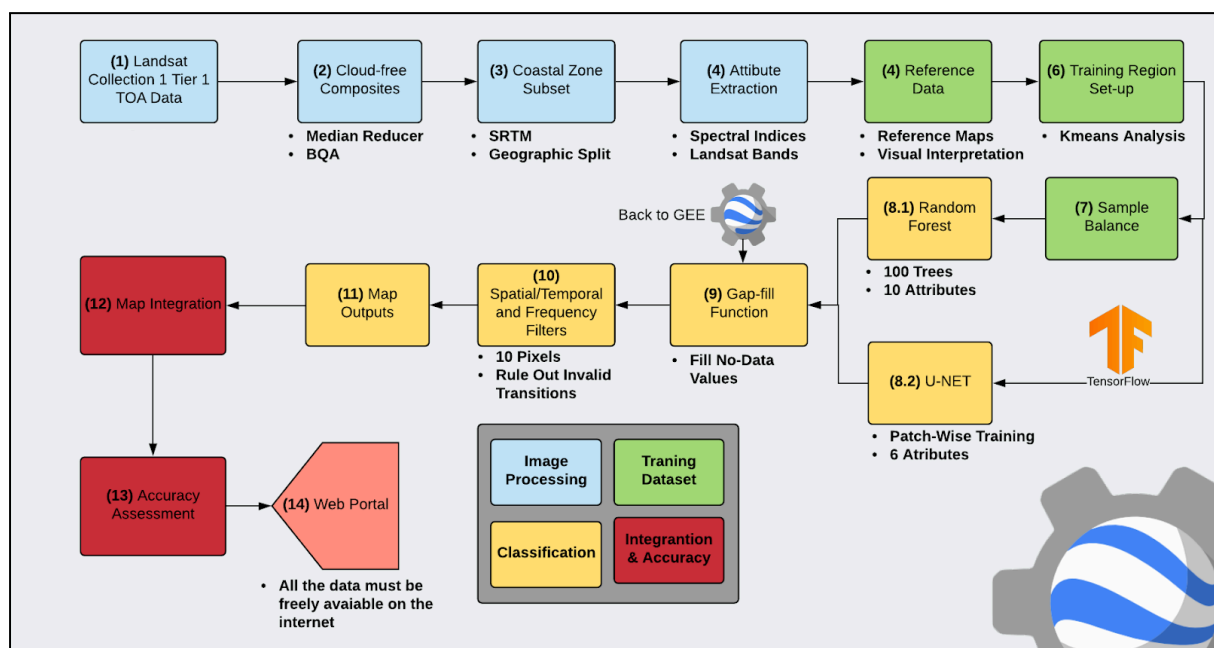 (1) Landsat
Collection 1 Tier 1
TOA Data
(2) Cloud-free
Composites
• Median Reducer
• BQA
(3) Coastal Zone
Subset
• SRTM
• Geographic Split
(4) Attibute
Extraction
• Spectral Indices
• Landsat Bands
(4) Reference
Data
• Reference Maps
• Visual Interpretation
(6) Training Region
Set-up
• Kmeans Analysis
(7) Sample
Balance
(8.1) Random
Forest
• 100 Trees
• 10 Attributes
TensorFlow
(8.2) U-NET
• Patch-Wise Training
• 6 Atributes
Back to GEE
(9) Gap-fill
Function
• Fill No-Data
Values
(10)
Spatial/Temporal
and Frequency
Filters
• 10 Pixels
• Rule Out Invalid
Transitions
(11) Map
Outputs
(12) Map Integration
(13) Accuracy
Assessment
(14) Web Portal
• All the data must be
freely avaiable on the
internet
Image
Processing
Traning
Dataset
Classification
Integrantion
& Accuracy